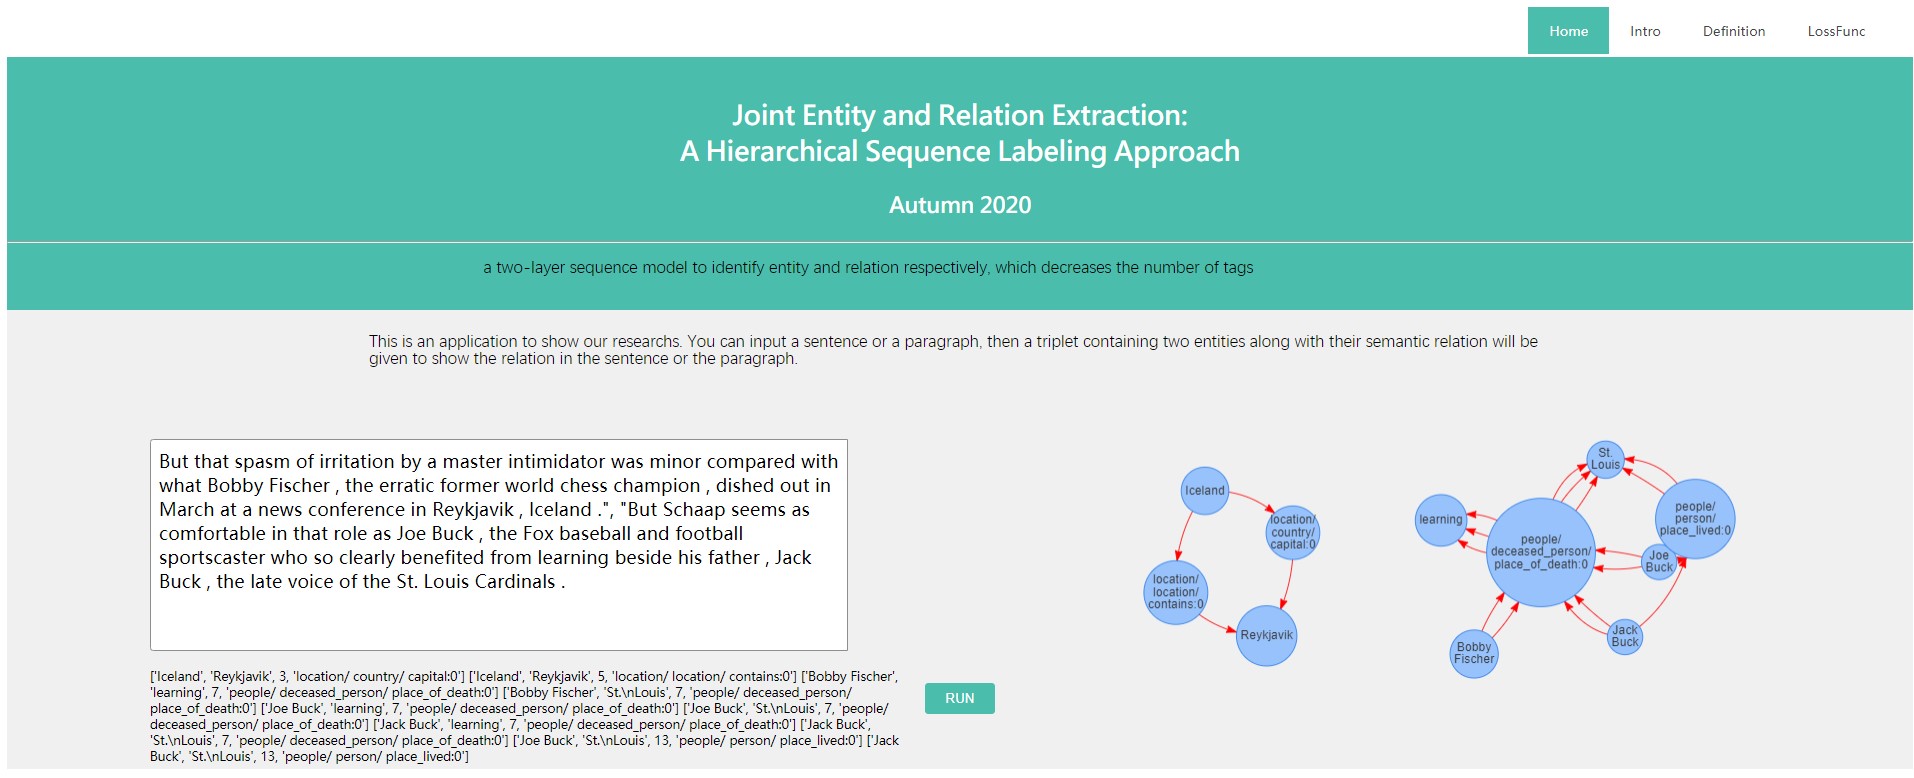 Home Intro Definition LossFunc
Joint Entity and Relation Extraction:
A Hierarchical Sequence Labeling Approach
Autumn 2020
a two-layer sequence model to identify entity and relation respectively, which decreases the number of tags
This is an application to show our researchs. You can input a sentence or a paragraph, then a triplet containing two entities along with their semantic relation will be
given to show the relation in the sentence or the paragraph.
But that spasm of irritation by a master intimidator was minor compared with
what Bobby Fischer , the erratic former world chess champion , dished out in
March at a news conference in Reykjavik , Iceland .", "But Schaap seems as
comfortable in that role as Joe Buck , the Fox baseball and football
sportscaster who so clearly benefited from learning beside his father , Jack
Buck , the late voice of the St. Louis Cardinals .
['Iceland', 'Reykjavik', 3, 'location/ country/ capital:0'] ['Iceland', 'Reykjavik', 5, 'location/ location/ contains:0'] ['Bobby Fischer',
'learning', 7, 'people/ deceased_person/ place_of_death:0'] ['Bobby Fischer', 'St.\nLouis', 7, 'people/ deceased_person/
place_of_death:0'] ['Joe Buck', 'learning', 7, 'people/ deceased_person/ place_of_death:0'] ['Joe Buck', 'St.\nLouis', 7, 'people/
deceased_person/ place_of_death:0'] ['Jack Buck', 'learning', 7, 'people/ deceased_person/ place_of_death:0'] ['Jack Buck',
'St.\nLouis', 7, 'people/ deceased_person/ place_of_death:0'] ['Joe Buck', 'St.\nLouis', 13, 'people/ person/ place_lived:0'] ['Jack
Buck', 'St.\nLouis', 13, 'people/ person/ place_lived:0']
RUN
Iceland
location/
country/
capital:0
location/
location/
contains:0
Reykjavik
St.
Louis
learning
people/
person/
place_lived:0
people/
deceased_person/
place_of_death:0
Joe
Buck
Jack
Buck
Bobby
Fischer